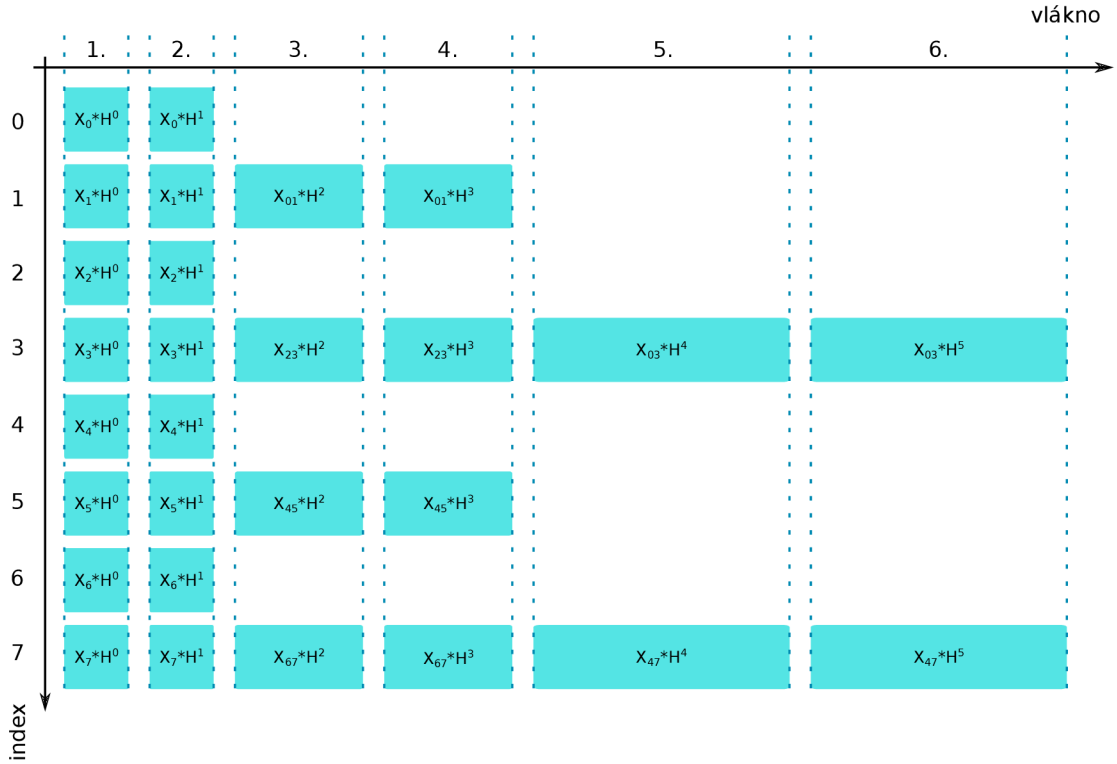 vlákno
1. 2. 3. 4. 5. 6.
0 X₀*H⁰ X₀*H¹
1 X₁*H⁰ X₁*H¹ X₀₁*H² X₀₁*H³
2 X₂*H⁰ X₂*H¹
3 X₃*H⁰ X₃*H¹ X₂₃*H² X₂₃*H³ X₀₃*H⁴ X₀₃*H⁵
4 X₄*H⁰ X₄*H¹
5 X₅*H⁰ X₅*H¹ X₄₅*H² X₄₅*H³
6 X₆*H⁰ X₆*H¹
7 X₇*H⁰ X₇*H¹ X₆₇*H² X₆₇*H³ X₄₇*H⁴ X₄₇*H⁵
index